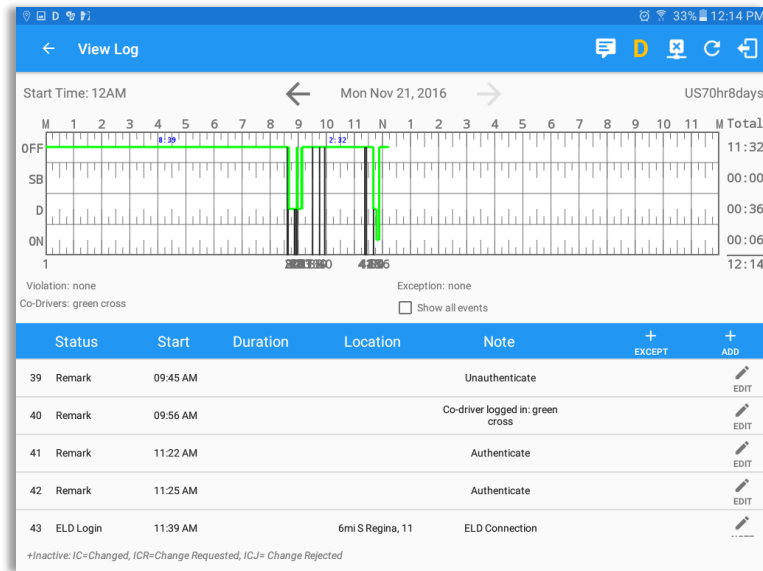 33% 12:14 PM
View Log
D
Start Time: 12AM
Mon Nov 21, 2016
US70hr8days
M 1 2 3 4 5 6 7 8 9 10 11 N 1 2 3 4 5 6 7 8 9 10 11 M Total
8:39
2:32
OFF 11:32
SB 00:00
D 00:36
ON 00:06
1
12:14
Violation: none
Exception: none
Co-Drivers: green cross
Show all events
Status Start Duration Location Note + EXCEPT + ADD
39 Remark 09:45 AM Unauthenticate EDIT
40 Remark 09:56 AM Co-driver logged in: green
cross EDIT
41 Remark 11:22 AM Authenticate EDIT
42 Remark 11:25 AM Authenticate EDIT
43 ELD Login 11:39 AM 6mi S Regina, 11 ELD Connection
+Inactive: IC=Changed, ICR=Change Requested, ICJ= Change Rejected